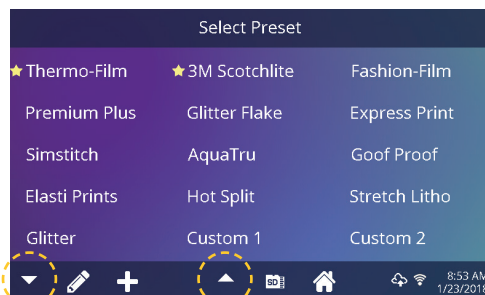 Select Preset
Thermo-Film 3M Scotchlite Fashion-Film
Premium Plus Glitter Flake Express Print
Simstitch AquaTru Goof Proof
Elasti Prints Hot Split Stretch Litho
Glitter Custom 1 Custom 2
SD 8:53 AM
1/23/2018